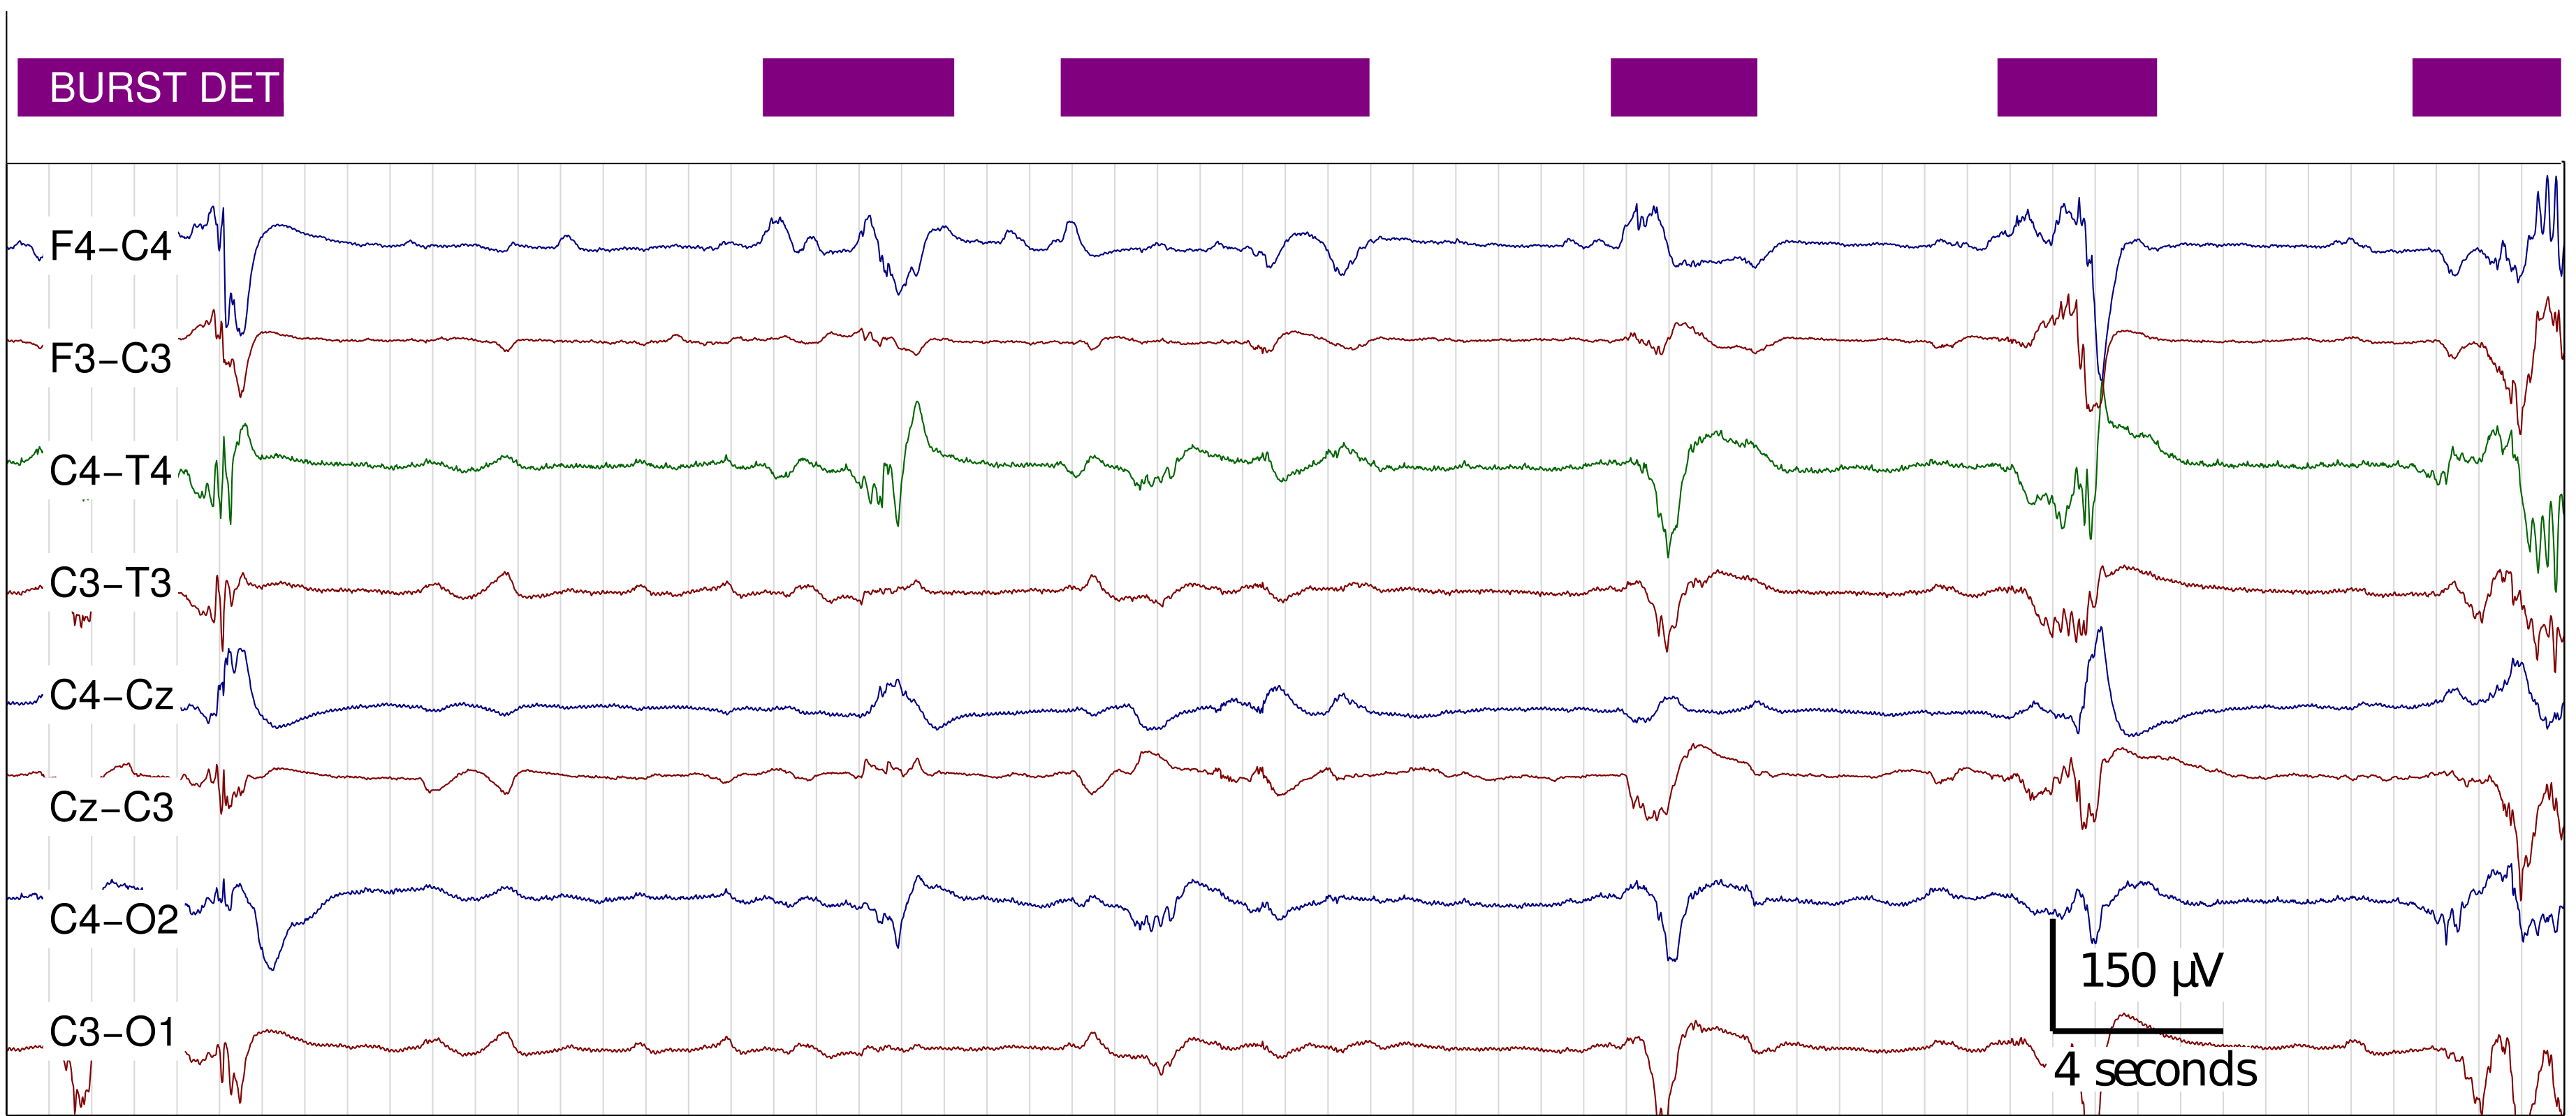 BURST DET
F4−C4
F3−C3
C4−T4
C3−T3
C4−Cz
Cz−C3
C4−O2
C3−O1
150 µV
4 seconds